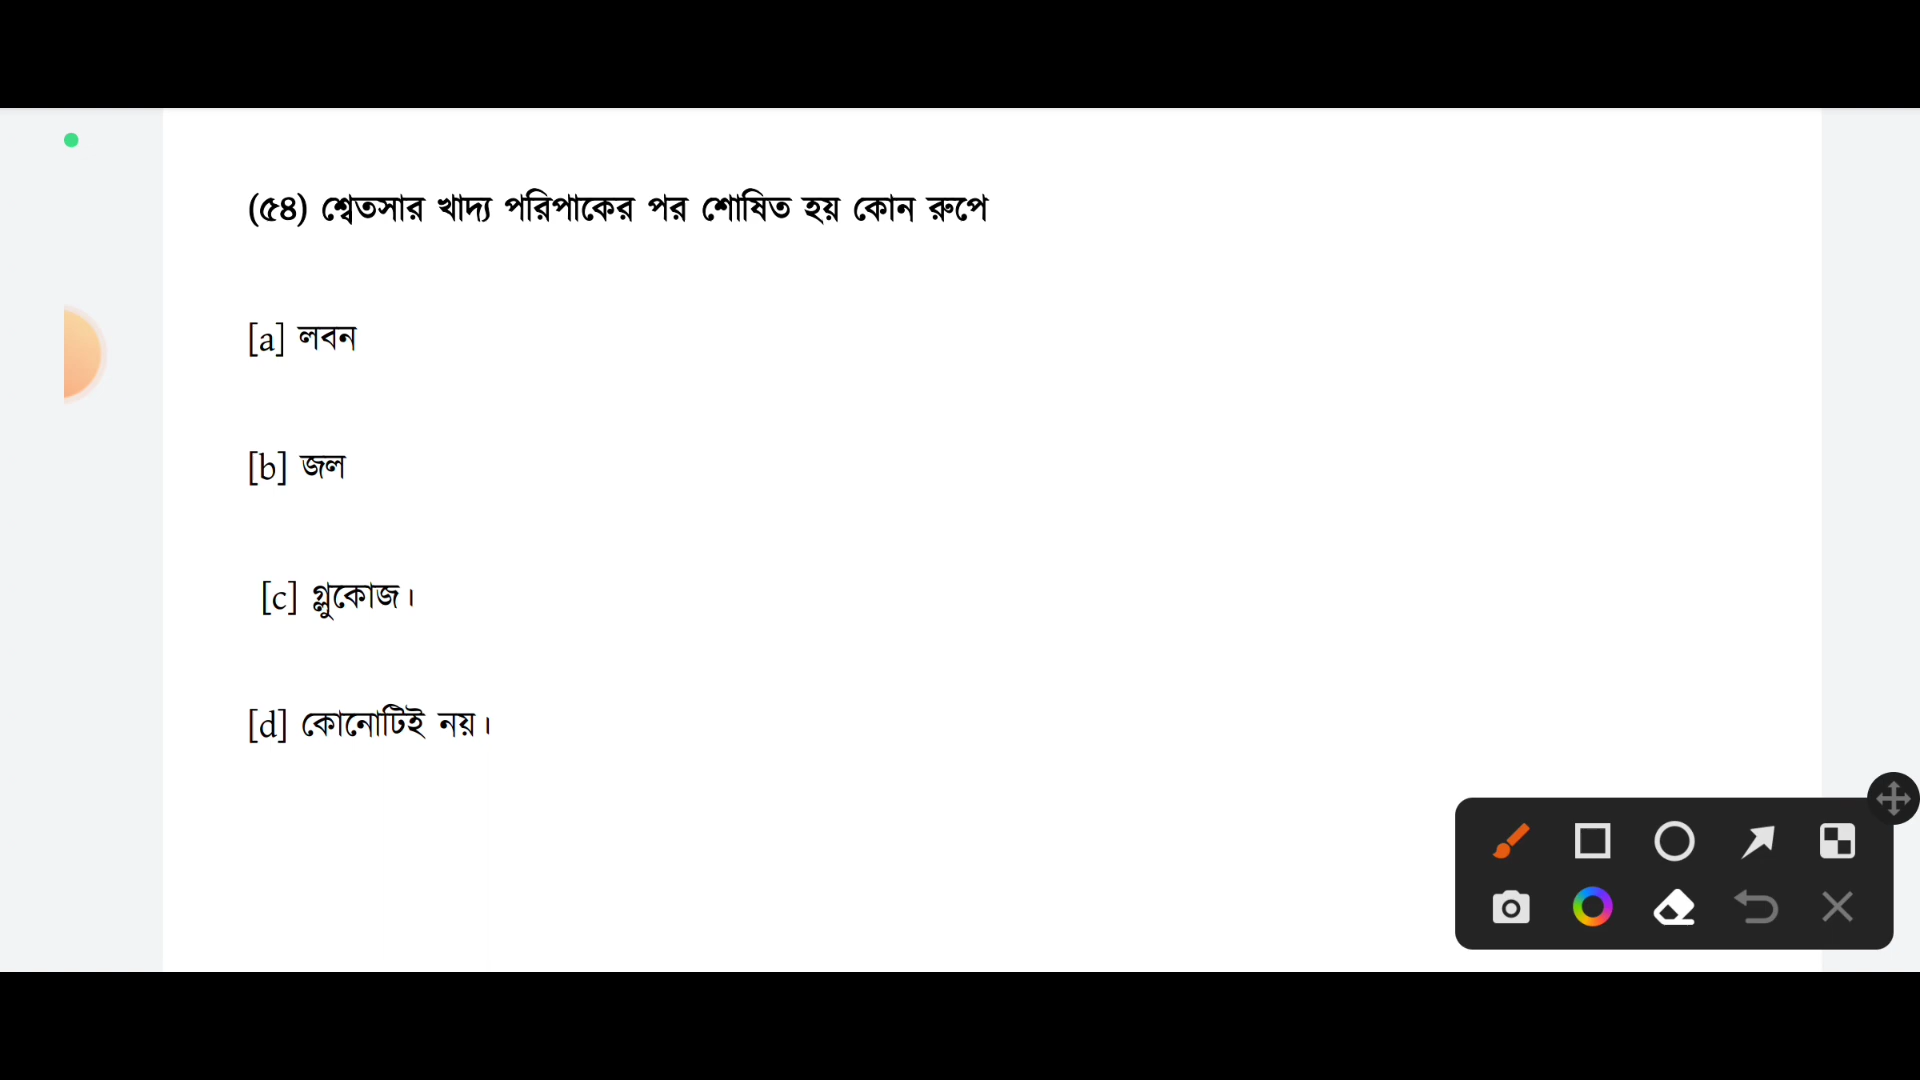 (৫৪) শ্বেতসার খাদ্য পরিপাকের পর শোষিত হয় কোন রুপে
[a] লবন
[b] জল
[c] গ্লুকোজ।
[d] কোনোটিই নয়।